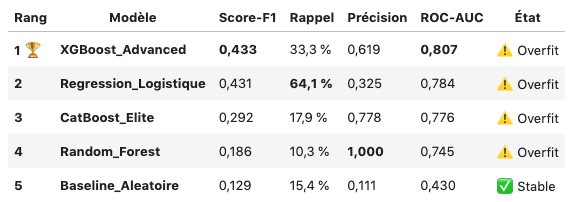 Rang Modèle Score-F1 Rappel Précision ROC-AUC État
1 🏆 XGBoost_Advanced 0,433 33,3 % 0,619 0,807 ⚠️ Overfit
2 Regression_Logistique 0,431 64,1 % 0,325 0,784 ⚠️ Overfit
3 CatBoost_Elite 0,292 17,9 % 0,778 0,776 ⚠️ Overfit
4 Random_Forest 0,186 10,3 % 1,000 0,745 ⚠️ Overfit
5 Baseline_Aleatoire 0,129 15,4 % 0,111 0,430 ✅ Stable